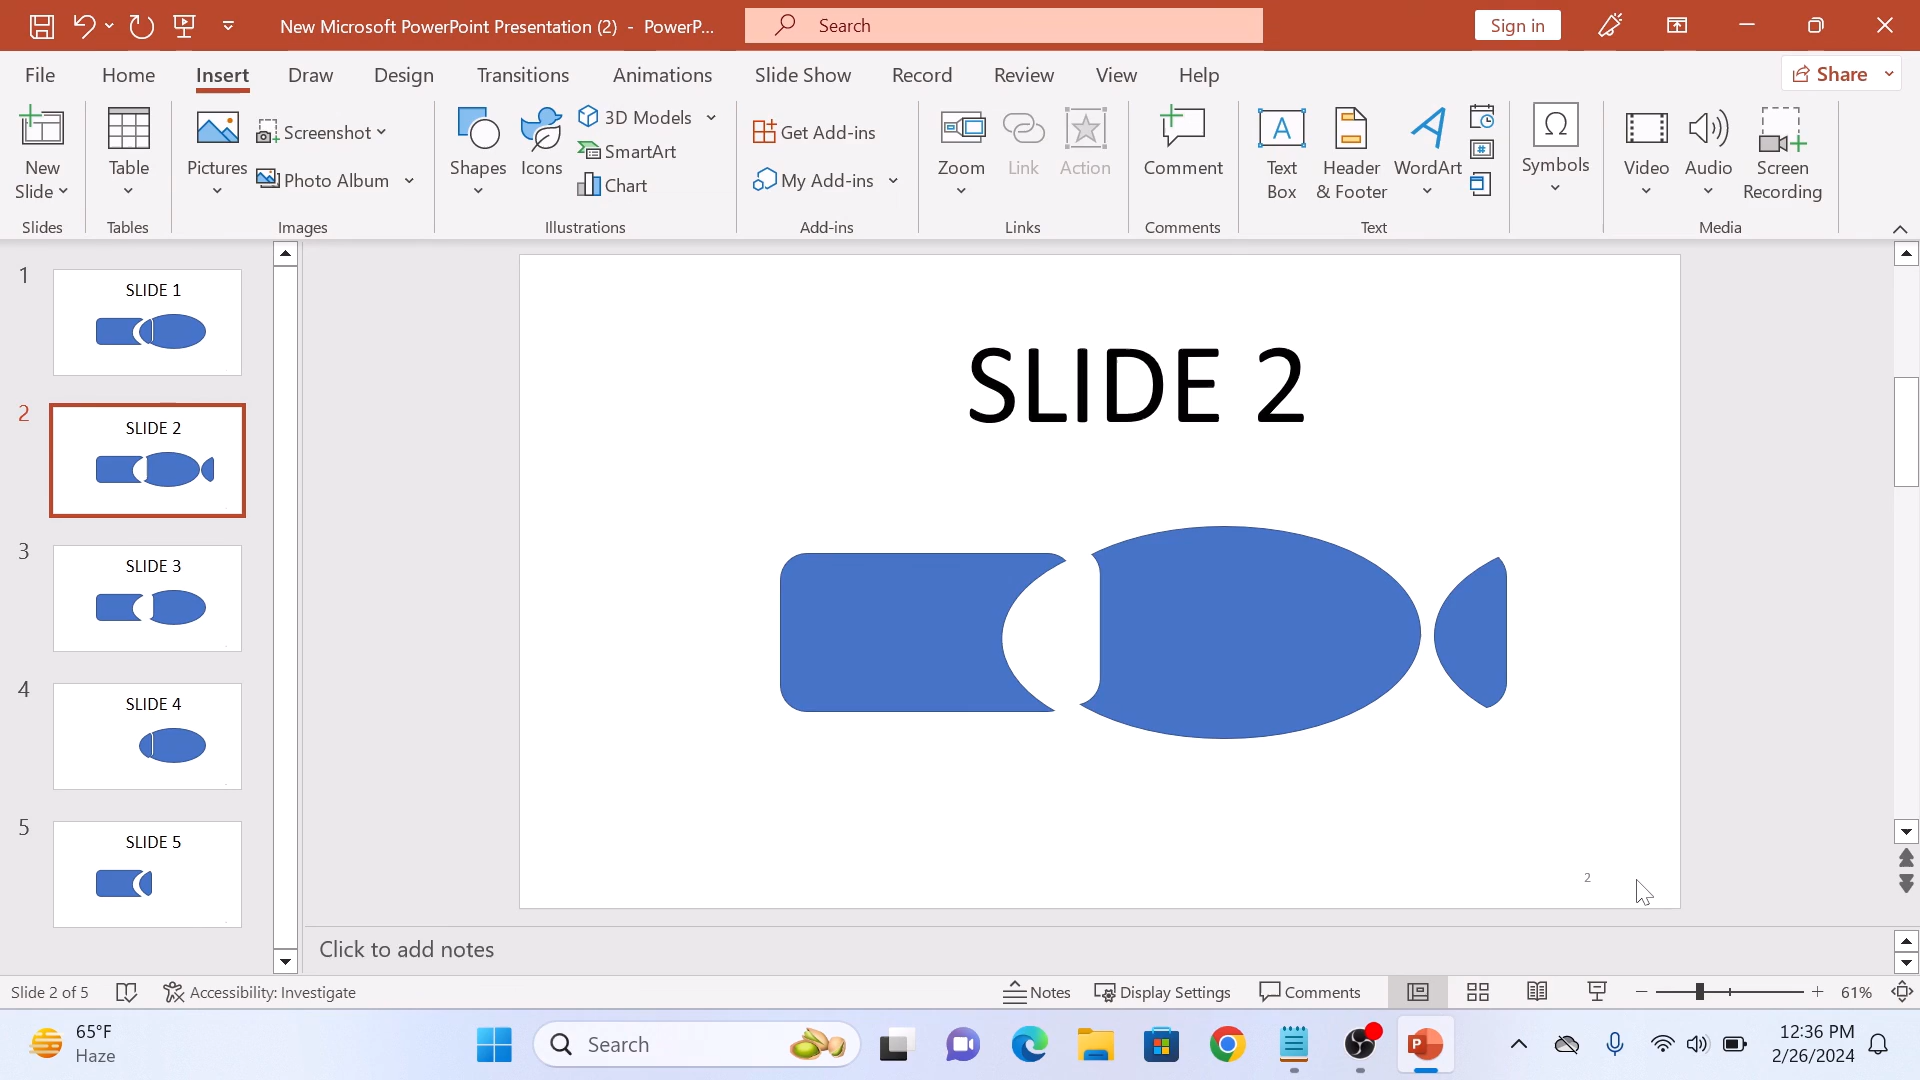 New Microsoft PowerPoint Presentation (2) - PowerP...
Search
Sign in
File Home Insert Draw Design Transitions Animations Slide Show Record Review View Help
Share
New Slide
Table
Pictures
Screenshot
Photo Album
Shapes
Icons
3D Models
SmartArt
Chart
Get Add-ins
My Add-ins
Zoom
Link
Action
Comment
A
Text Box
Header & Footer
WordArt
Ω
Symbols
Video
Audio
Screen Recording
Slides Tables Images Illustrations Add-ins Links Comments Text Media
1
SLIDE 1
2
SLIDE 2
3
SLIDE 3
4
SLIDE 4
5
SLIDE 5
SLIDE 2
2
Click to add notes
Slide 2 of 5
Accessibility: Investigate
Notes
Display Settings
Comments
61%
65°F
Haze
Search
P
12:36 PM
2/26/2024